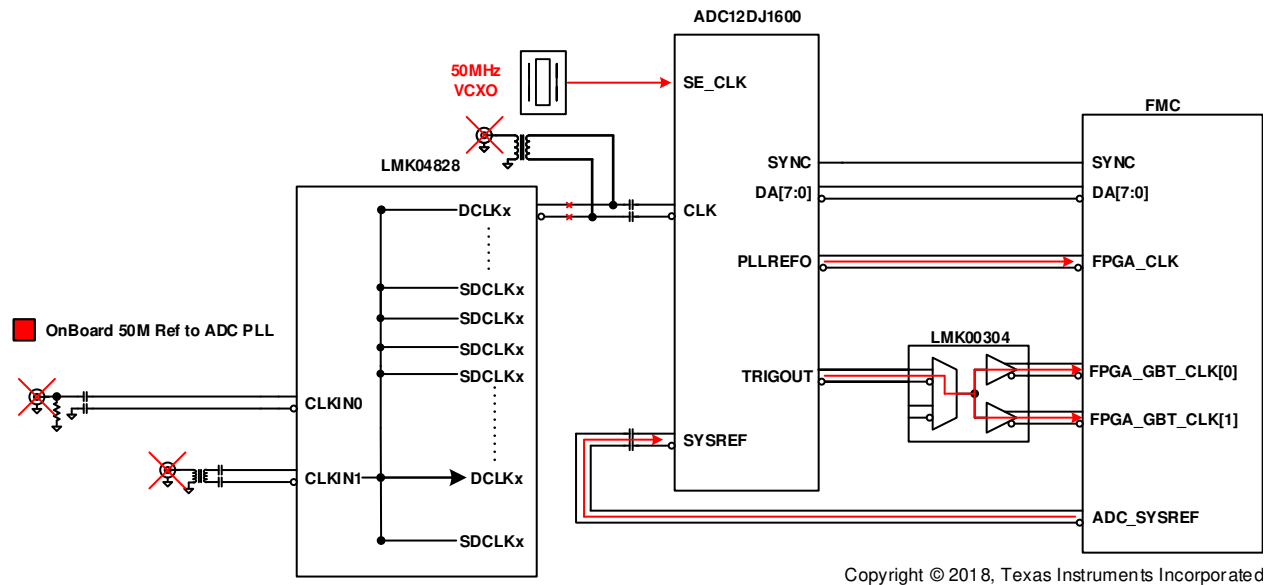 ADC12DJ1600
50MHz
VCXO
SE_CLK
FMC
LMK04828
SYNC
SYNC
DA[7:0]
DA[7:0]
DCLKx
CLK
PLLREFO
FPGA_CLK
SDCLKx
SDCLKx
OnBoard 50M Ref to ADC PLL
SDCLKx
LMK00304
SDCLKx
TRIGOUT
FPGA_GBT_CLK[0]
CLKIN0
FPGA_GBT_CLK[1]
SYSREF
CLKIN1
DCLKx
ADC_SYSREF
SDCLKx
Copyright © 2018, Texas Instruments Incorporated